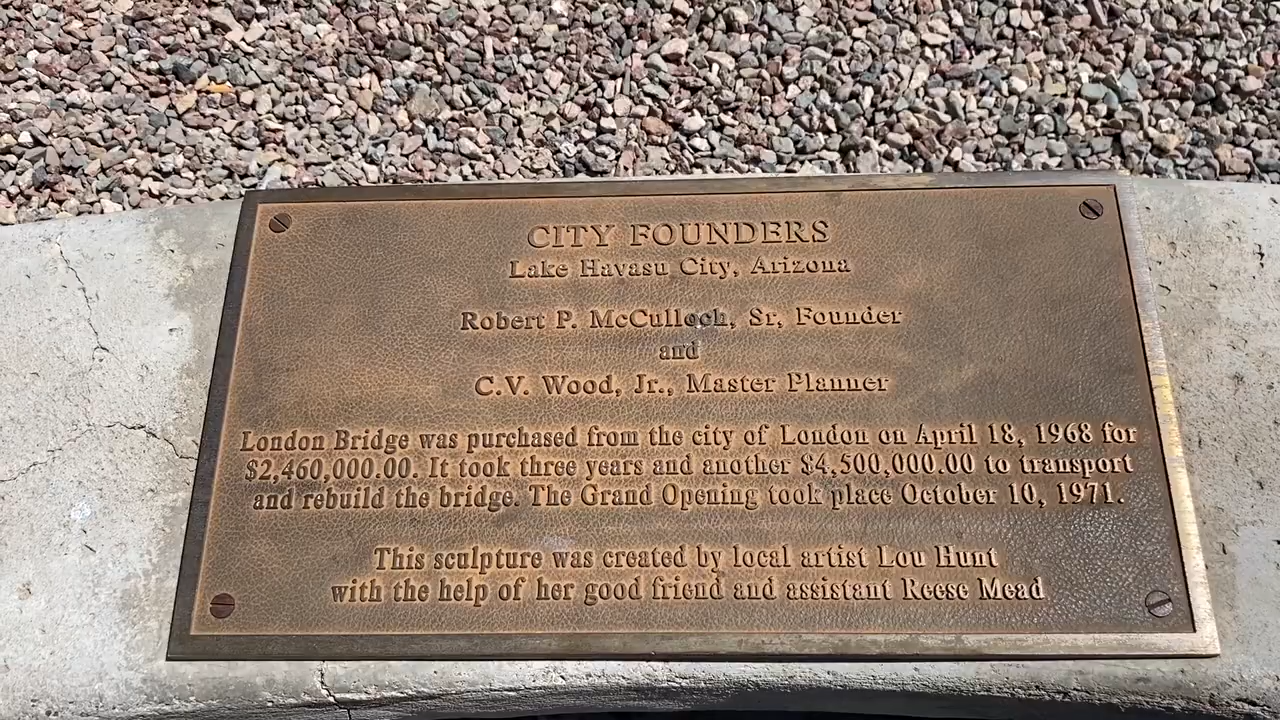 CITY FOUNDERS
Lake Havasu City, Arizona
Robert P. McCulloch, Sr, Founder
and
C.V. Wood, Jr., Master Planner
London Bridge was purchased from the city of London on April 18, 1968 for
$2,460,000.00. It took three years and another $4,500,000.00 to transport
and rebuild the bridge. The Grand Opening took place October 10, 1971.
This sculpture was created by local artist Lou Hunt
with the help of her good friend and assistant Reese Mead